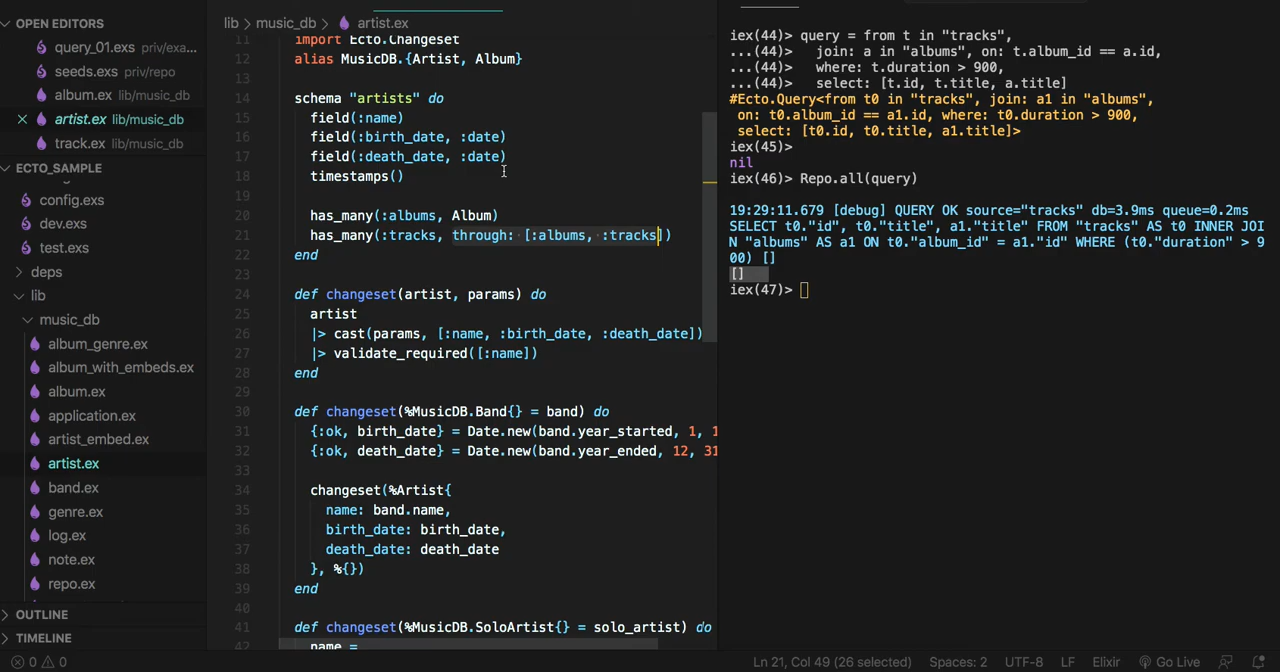 OPEN EDITORS
query_01.exs priv/exa...
seeds.exs priv/repo
album.ex lib/music_db
artist.ex lib/music_db
track.ex lib/music_db
ECTO_SAMPLE
config.exs
dev.exs
test.exs
deps
lib
music_db
album_genre.ex
album_with_embeds.ex
album.ex
application.ex
artist_embed.ex
artist.ex
band.ex
genre.ex
log.ex
note.ex
repo.ex
OUTLINE
TIMELINE
0 0
lib > music_db > artist.ex
11 import Ecto.Changeset
12 alias MusicDB.{Artist, Album}
13
14 schema "artists" do
15 field(:name)
16 field(:birth_date, :date)
17 field(:death_date, :date)
18 timestamps()
19
20 has_many(:albums, Album)
21 has_many(:tracks, through: [:albums, :tracks])
22 end
23
24 def changeset(artist, params) do
25 artist
26 |> cast(params, [:name, :birth_date, :death_date])
27 |> validate_required([:name])
28 end
29
30 def changeset(%MusicDB.Band{} = band) do
31 {:ok, birth_date} = Date.new(band.year_started, 1, 1
32 {:ok, death_date} = Date.new(band.year_ended, 12, 31
33
34 changeset(%Artist{
35 name: band.name,
36 birth_date: birth_date,
37 death_date: death_date
38 }, %{})
39 end
40
41 def changeset(%MusicDB.SoloArtist{} = solo_artist) do
42 name =
iex(44)> query = from t in "tracks",
...(44)> join: a in "albums", on: t.album_id == a.id,
...(44)> where: t.duration > 900,
...(44)> select: [t.id, t.title, a.title]
#Ecto.Query<from t0 in "tracks", join: a1 in "albums",
on: t0.album_id == a1.id, where: t0.duration > 900,
select: [t0.id, t0.title, a1.title]>
iex(45)>
nil
iex(46)> Repo.all(query)
19:29:11.679 [debug] QUERY OK source="tracks" db=3.9ms queue=0.2ms
SELECT t0."id", t0."title", a1."title" FROM "tracks" AS t0 INNER JOI
N "albums" AS a1 ON t0."album_id" = a1."id" WHERE (t0."duration" > 9
00) []
[]
iex(47)>
Ln 21, Col 49 (26 selected) Spaces: 2 UTF-8 LF Elixir Go Live